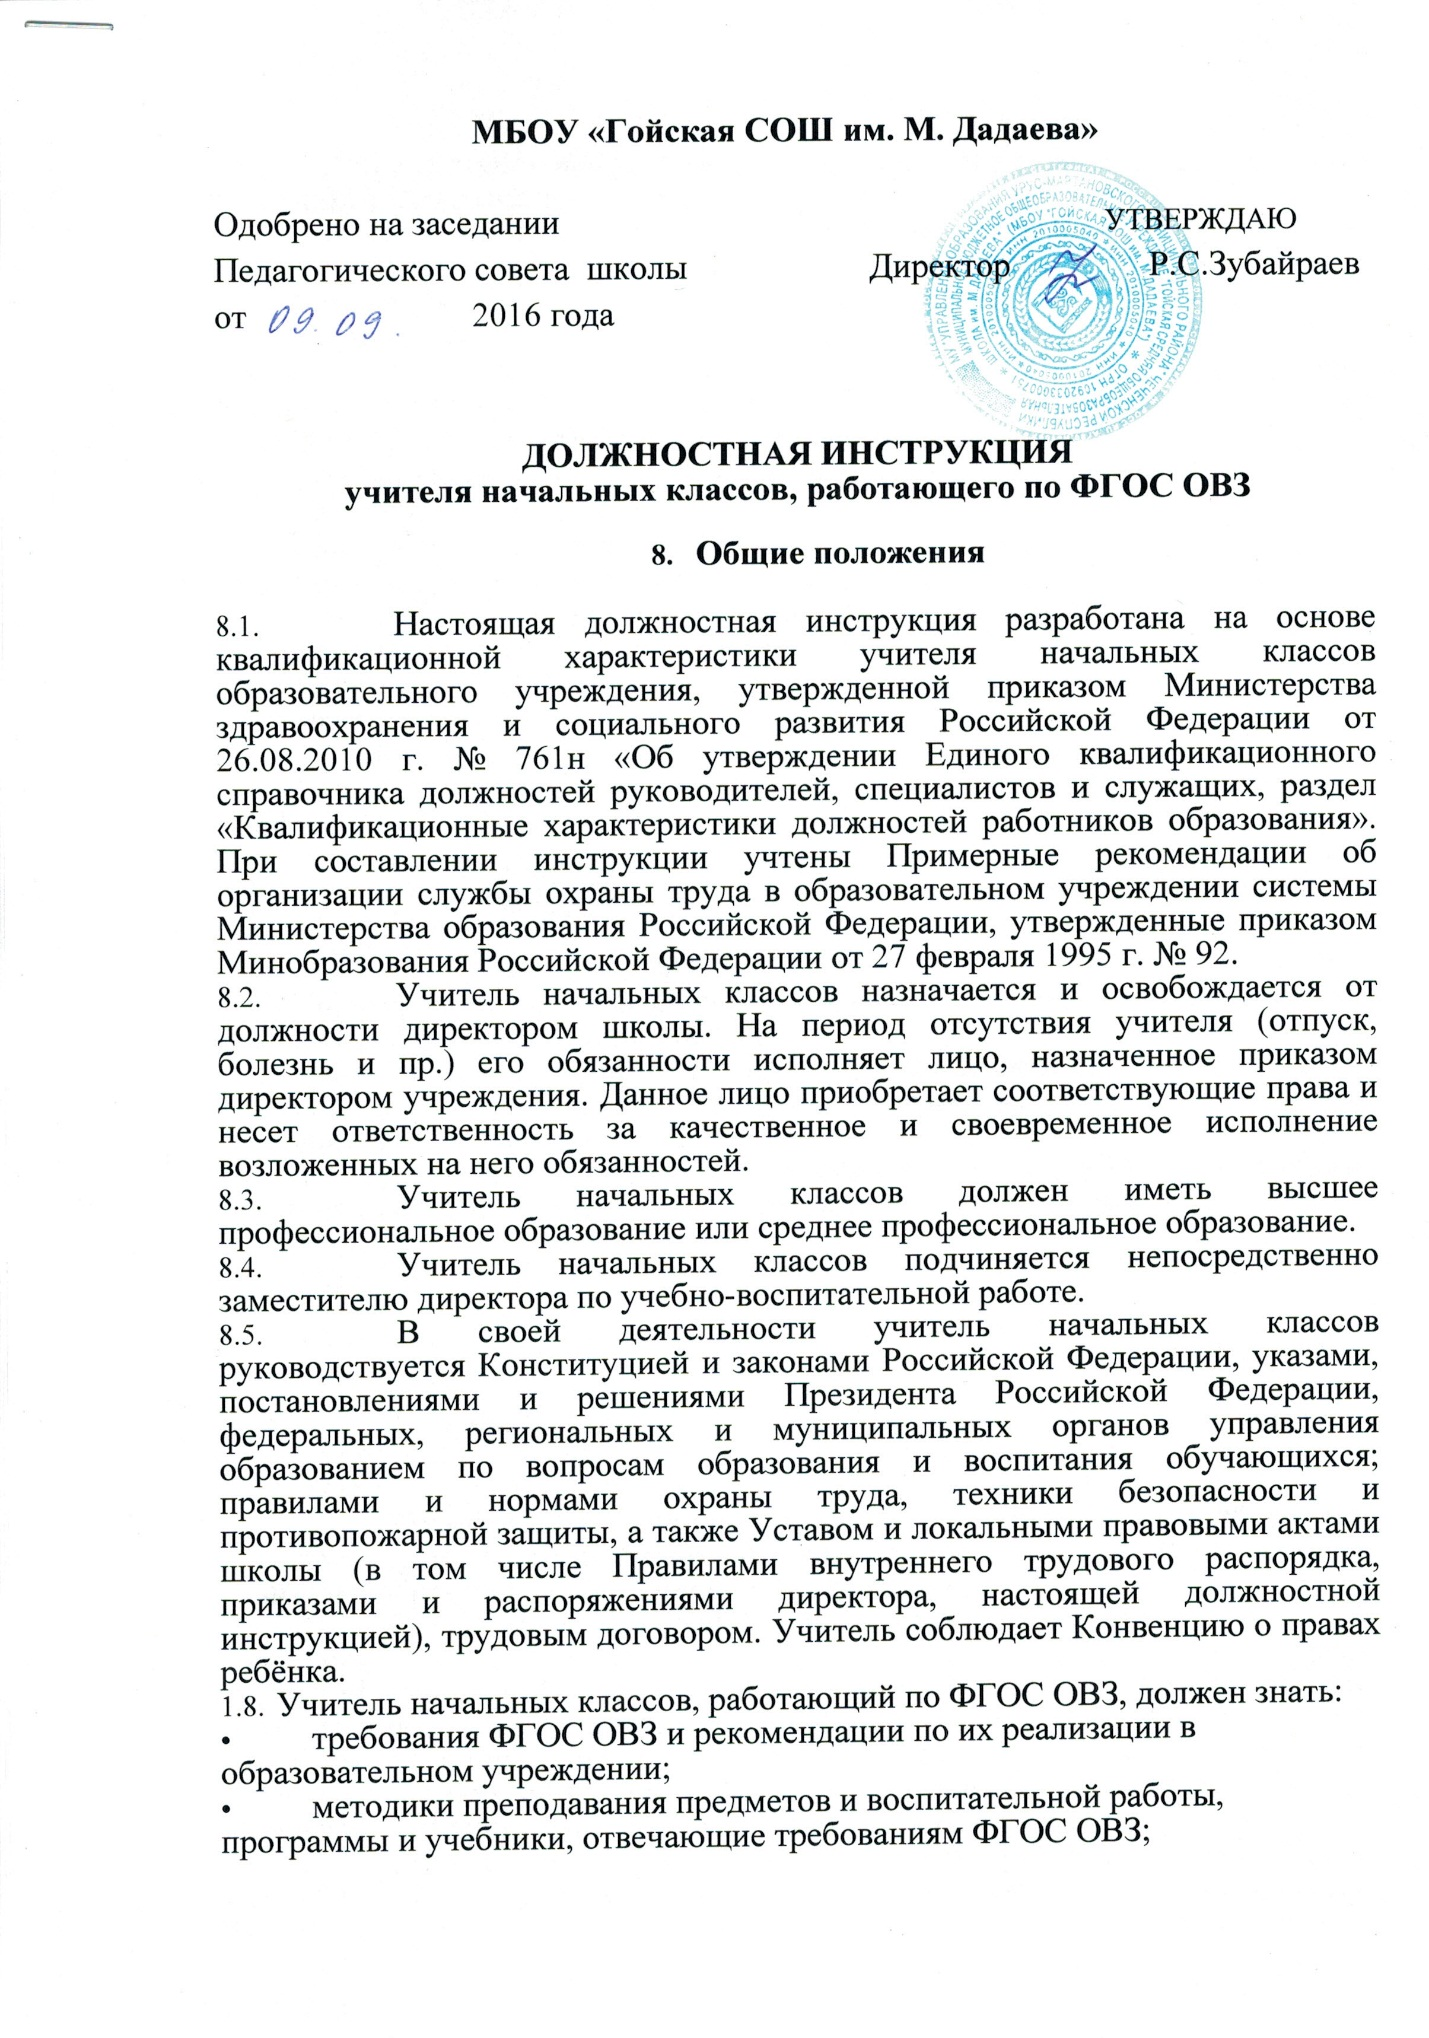 МБОУ «Гойская СОШ им. М. Дадаева»
Одобрено на заседании УТВЕРЖДАЮ
Педагогического совета школы Директор Р.С.Зубайраев
от 09.09. 2016 года
ДОЛЖНОСТНАЯ ИНСТРУКЦИЯ
учителя начальных классов, работающего по ФГОС ОВЗ
8. Общие положения
8.1. Настоящая должностная инструкция разработана на основе
квалификационной характеристики учителя начальных классов
образовательного учреждения, утвержденной приказом Министерства
здравоохранения и социального развития Российской Федерации от
26.08.2010 г. № 761н «Об утверждении Единого квалификационного
справочника должностей руководителей, специалистов и служащих, раздел
«Квалификационные характеристики должностей работников образования».
При составлении инструкции учтены Примерные рекомендации об
организации службы охраны труда в образовательном учреждении системы
Министерства образования Российской Федерации, утвержденные приказом
Минобразования Российской Федерации от 27 февраля 1995 г. № 92.
8.2. Учитель начальных классов назначается и освобождается от
должности директором школы. На период отсутствия учителя (отпуск,
болезнь и пр.) его обязанности исполняет лицо, назначенное приказом
директором учреждения. Данное лицо приобретает соответствующие права и
несет ответственность за качественное и своевременное исполнение
возложенных на него обязанностей.
8.3. Учитель начальных классов должен иметь высшее
профессиональное образование или среднее профессиональное образование.
8.4. Учитель начальных классов подчиняется непосредственно
заместителю директора по учебно-воспитательной работе.
8.5. В своей деятельности учитель начальных классов
руководствуется Конституцией и законами Российской Федерации, указами,
постановлениями и решениями Президента Российской Федерации,
федеральных, региональных и муниципальных органов управления
образованием по вопросам образования и воспитания обучающихся;
правилами и нормами охраны труда, техники безопасности и
противопожарной защиты, а также Уставом и локальными правовыми актами
школы (в том числе Правилами внутреннего трудового распорядка,
приказами и распоряжениями директора, настоящей должностной
инструкцией), трудовым договором. Учитель соблюдает Конвенцию о правах
ребёнка.
1.8. Учитель начальных классов, работающий по ФГОС ОВЗ, должен знать:
• требования ФГОС ОВЗ и рекомендации по их реализации в
образовательном учреждении;
• методики преподавания предметов и воспитательной работы,
программы и учебники, отвечающие требованиям ФГОС ОВЗ;